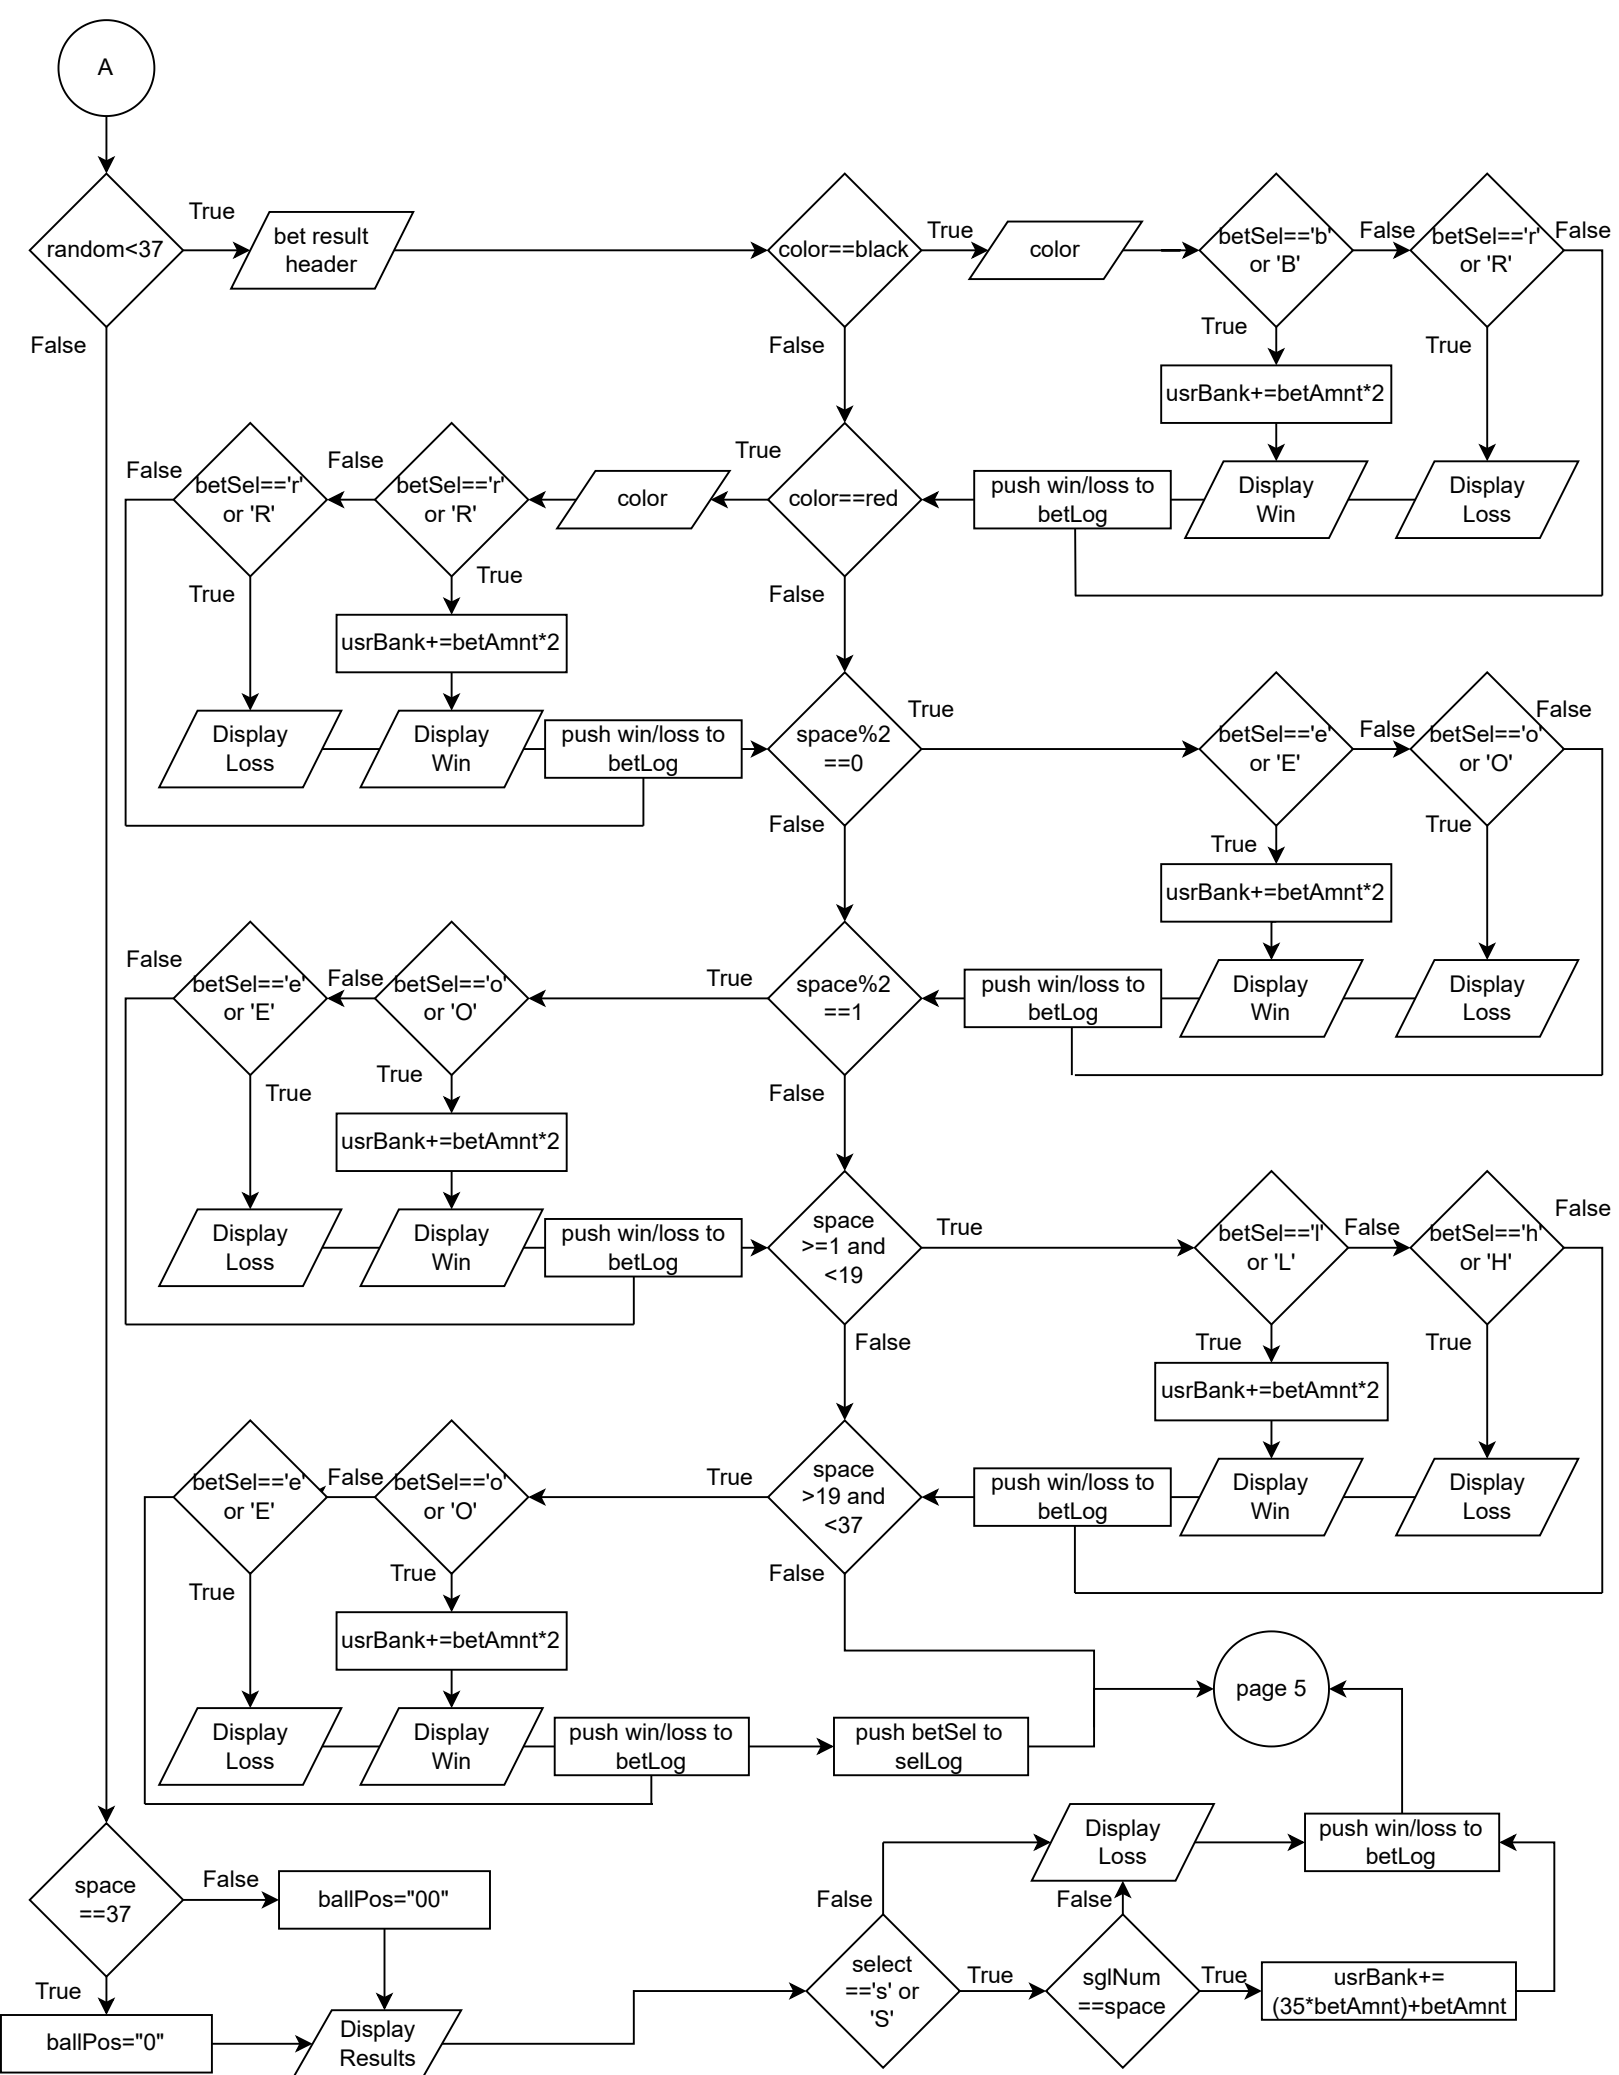 A
True
random<37
bet result
header
False
color==black
True
color
betSel=='b'
or 'B'
False
betSel=='r'
or 'R'
False
False
True
usrBank+=betAmnt*2
True
False
betSel=='r'
or 'R'
False
betSel=='r'
or 'R'
color
True
color==red
push win/loss to
betLog
Display
Win
Display
Loss
True
True
usrBank+=betAmnt*2
False
Display
Loss
Display
Win
push win/loss to
betLog
space%2
==0
True
betSel=='e'
or 'E'
False
betSel=='o'
or 'O'
False
False
True
usrBank+=betAmnt*2
True
False
betSel=='e'
or 'E'
False
betSel=='o'
or 'O'
True
space%2
==1
push win/loss to
betLog
Display
Win
Display
Loss
True
True
usrBank+=betAmnt*2
False
Display
Loss
Display
Win
push win/loss to
betLog
space
>=1 and
<19
True
betSel=='l'
or 'L'
False
betSel=='h'
or 'H'
False
False
True
usrBank+=betAmnt*2
True
betSel=='e'
or 'E'
False
betSel=='o'
or 'O'
True
space
>19 and
<37
push win/loss to
betLog
Display
Win
Display
Loss
True
True
usrBank+=betAmnt*2
False
Display
Loss
Display
Win
push win/loss to
betLog
push betSel to
selLog
page 5
space
==37
False
ballPos="00"
False
Display
Loss
False
push win/loss to
betLog
True
ballPos="0"
Display
Results
select
=='s' or
'S'
True
sglNum
==space
True
usrBank+=
(35*betAmnt)+betAmnt